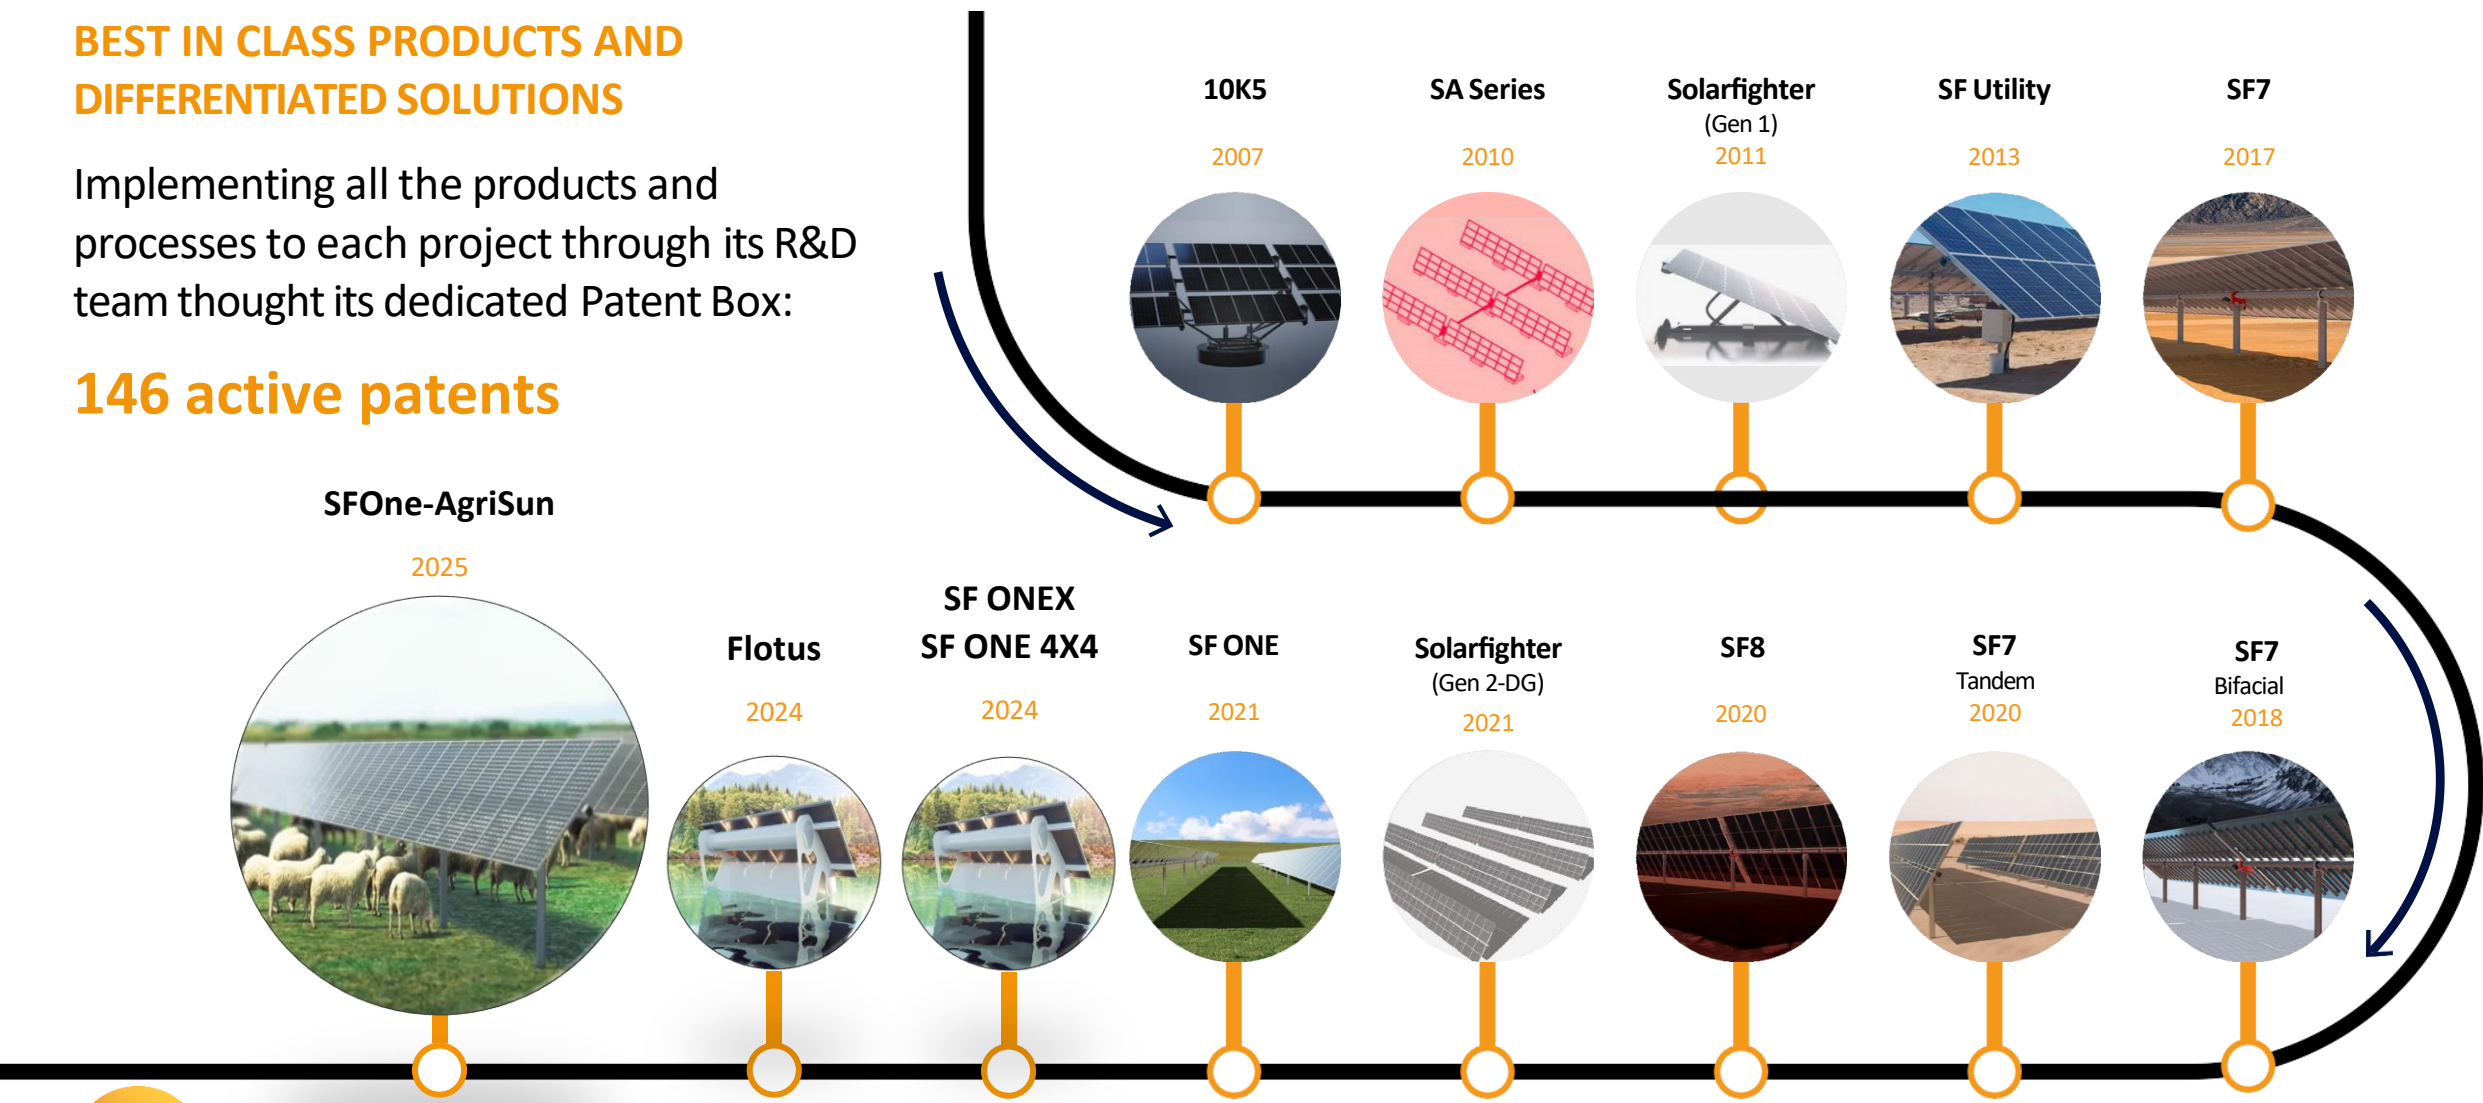 BEST IN CLASS PRODUCTS AND
DIFFERENTIATED SOLUTIONS
Implementing all the products and
processes to each project through its R&D
team thought its dedicated Patent Box:
146 active patents
10K5
2007
SA Series
2010
Solarfighter
(Gen 1)
2011
SF Utility
2013
SF7
2017
SFOne-AgriSun
2025
Flotus
2024
SF ONEX
SF ONE 4X4
2024
SF ONE
2021
Solarfighter
(Gen 2-DG)
2021
SF8
2020
SF7
Tandem
2020
SF7
Bifacial
2018